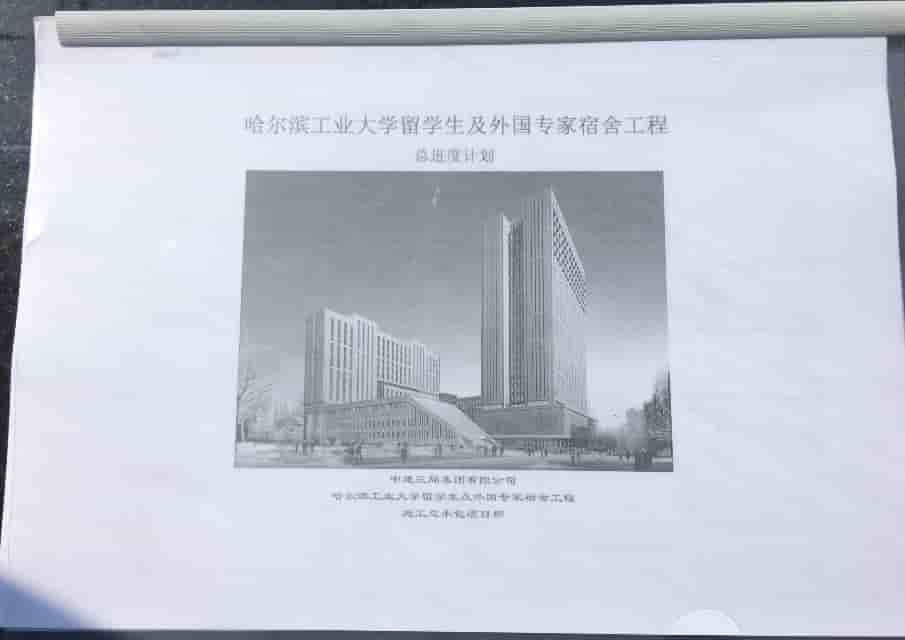 哈尔滨工业大学留学生及外国专家宿舍工程
总进度计划
中建三局集团有限公司
哈尔滨工业大学留学生及外国专家宿舍工程
施工总承包项目部